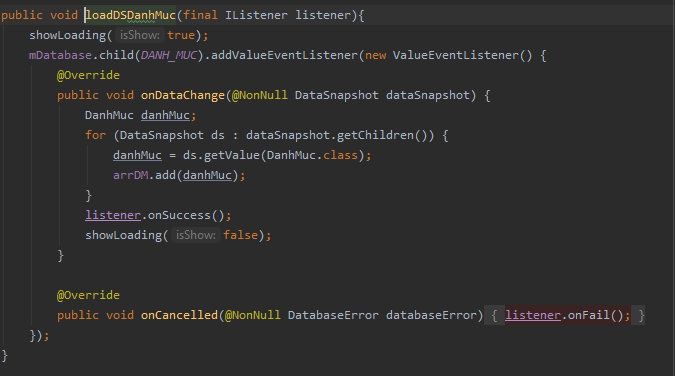 public void loadDSDanhMuc(final IListener listener){
showLoading( isShow: true);
mDatabase.child(DANH_MUC).addValueEventListener(new ValueEventListener() {
@Override
public void onDataChange(@NonNull DataSnapshot dataSnapshot) {
DanhMuc danhMuc;
for (DataSnapshot ds : dataSnapshot.getChildren()) {
danhMuc = ds.getValue(DanhMuc.class);
arrDM.add(danhMuc);
}
listener.onSuccess();
showLoading( isShow: false);
}
@Override
public void onCancelled(@NonNull DatabaseError databaseError) { listener.onFail(); }
});
}